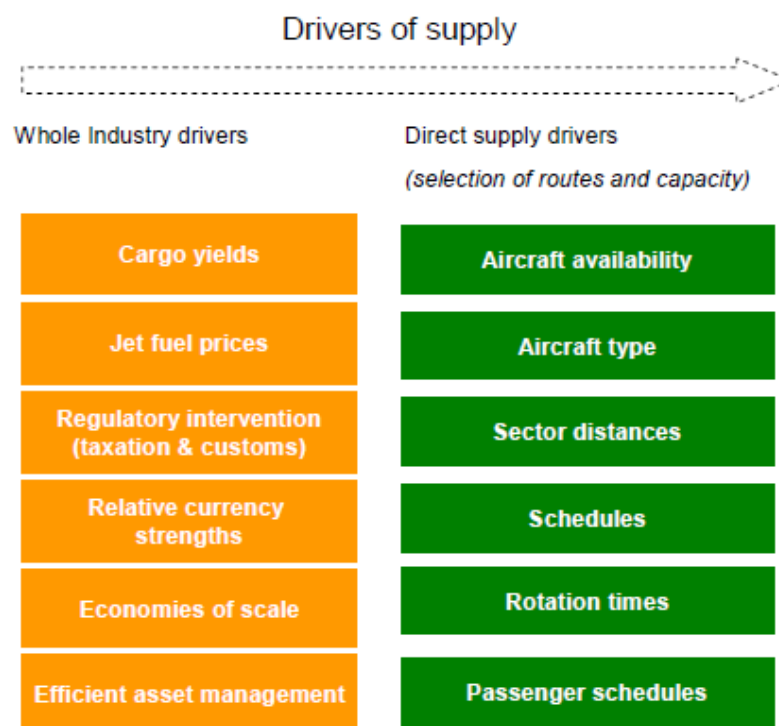 Drivers of supply
Whole Industry drivers
Cargo yields
Jet fuel prices
Regulatory intervention
(taxation & customs)
Relative currency
strengths
Economies of scale
Efficient asset management
Direct supply drivers
(selection of routes and capacity)
Aircraft availability
Aircraft type
Sector distances
Schedules
Rotation times
Passenger schedules